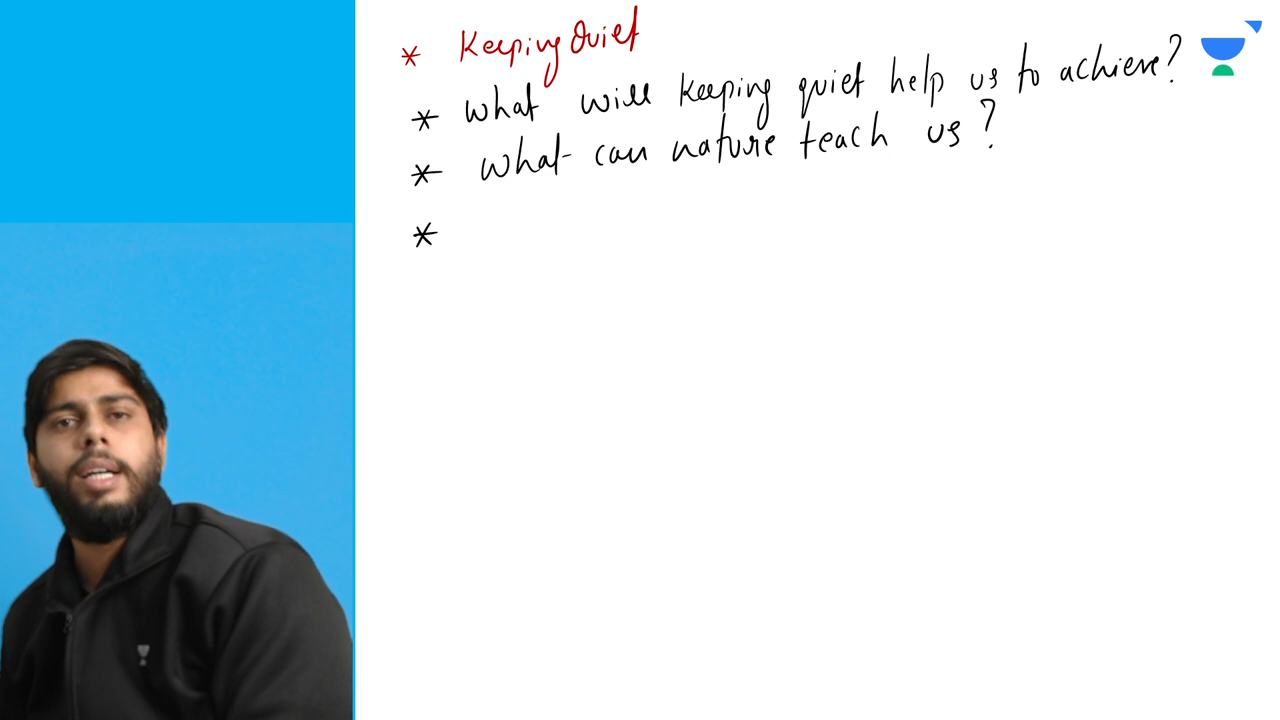 * Keeping Quiet
* What will keeping quiet help us to achieve?
* What can nature teach us?
*